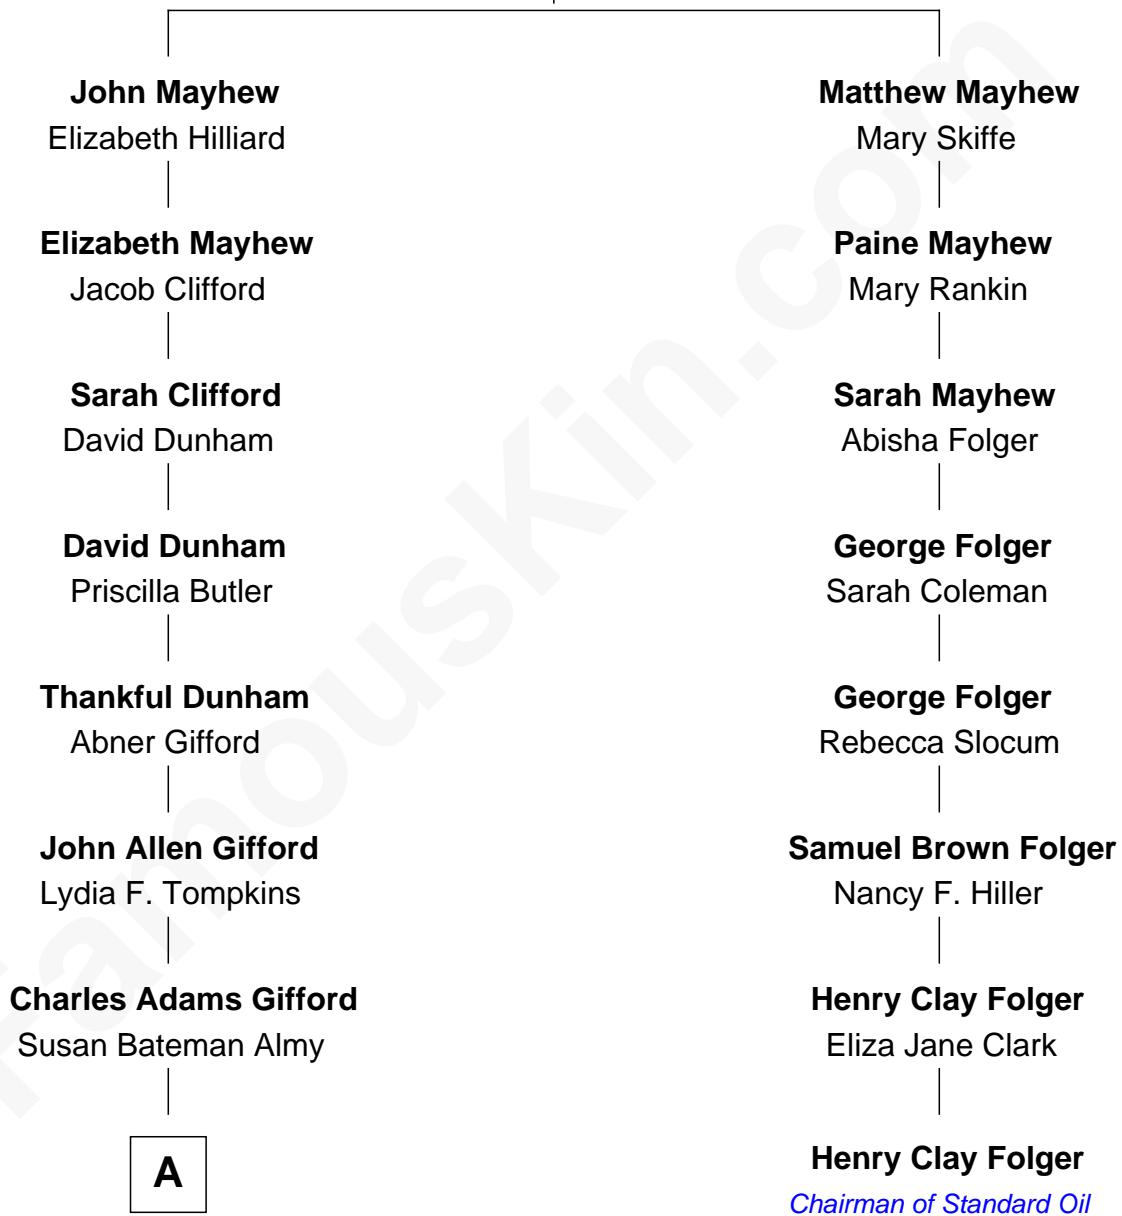 John Mayhew
Elizabeth Hilliard
Matthew Mayhew
Mary Skiffe
Elizabeth Mayhew
Jacob Clifford
Paine Mayhew
Mary Rankin
Sarah Clifford
David Dunham
Sarah Mayhew
Abisha Folger
David Dunham
Priscilla Butler
George Folger
Sarah Coleman
Thankful Dunham
Abner Gifford
George Folger
Rebecca Slocum
John Allen Gifford
Lydia F. Tompkins
Samuel Brown Folger
Nancy F. Hiller
Charles Adams Gifford
Susan Bateman Almy
Henry Clay Folger
Eliza Jane Clark
A
Henry Clay Folger
Chairman of Standard Oil
FamousKin.com